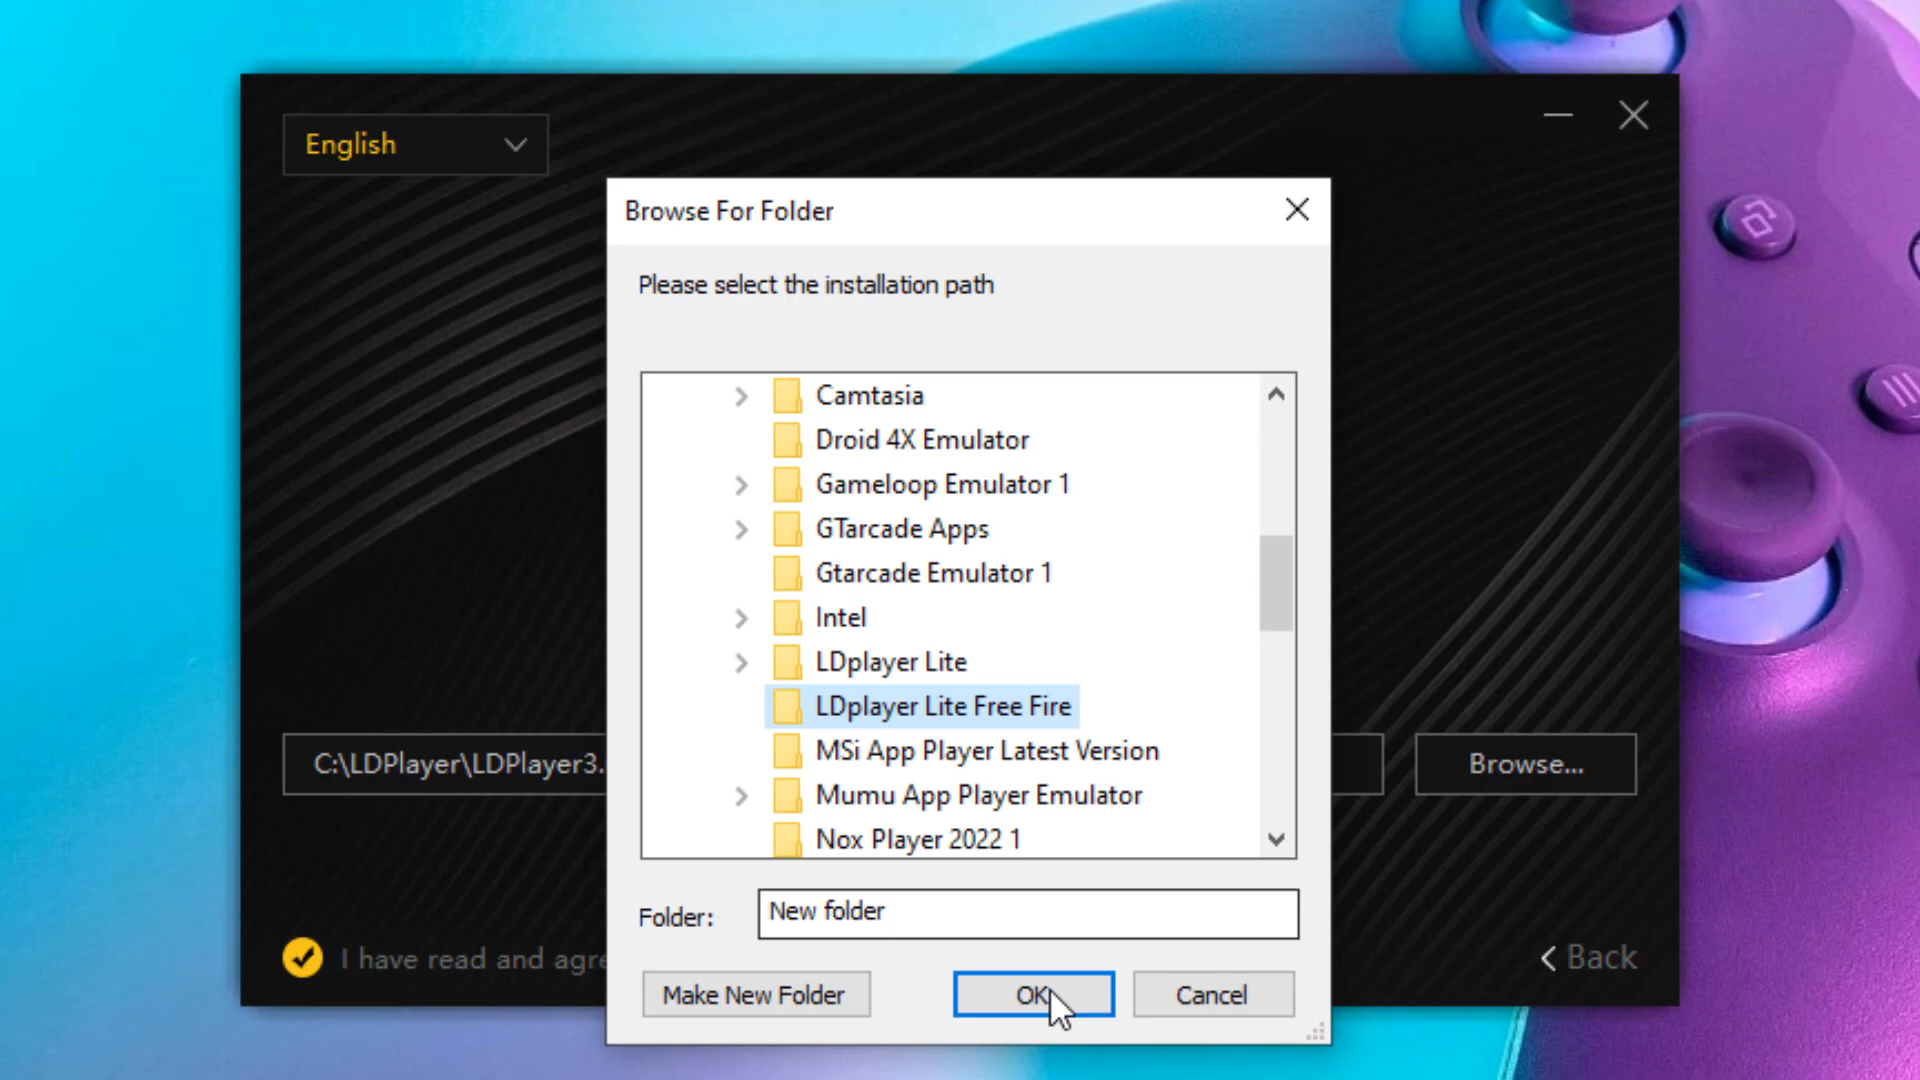 English
Browse For Folder
Please select the installation path
Camtasia
Droid 4X Emulator
Gameloop Emulator 1
GTarcade Apps
Gtarcade Emulator 1
Intel
LDplayer Lite
LDplayer Lite Free Fire
MSi App Player Latest Version
Mumu App Player Emulator
Nox Player 2022 1
C:\LDPlayer\LDPlayer3.
Browse...
Folder: New folder
I have read and agre
Back
Make New Folder
OK
Cancel